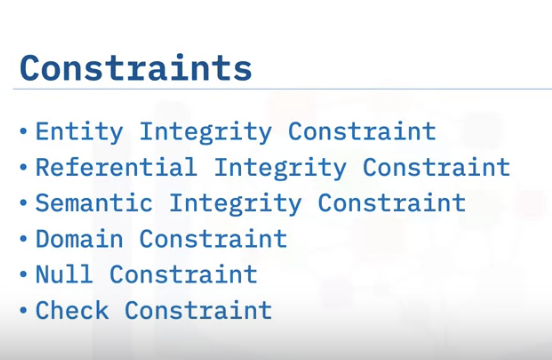 Constraints
• Entity Integrity Constraint
• Referential Integrity Constraint
• Semantic Integrity Constraint
• Domain Constraint
• Null Constraint
• Check Constraint